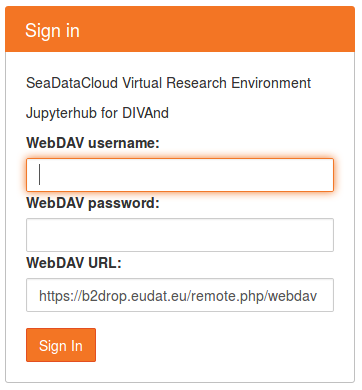 Sign in
SeaDataCloud Virtual Research Environment
Jupyterhub for DIVAnd
WebDAV username:
WebDAV password:
WebDAV URL:
https://b2drop.eudat.eu/remote.php/webdav
Sign In